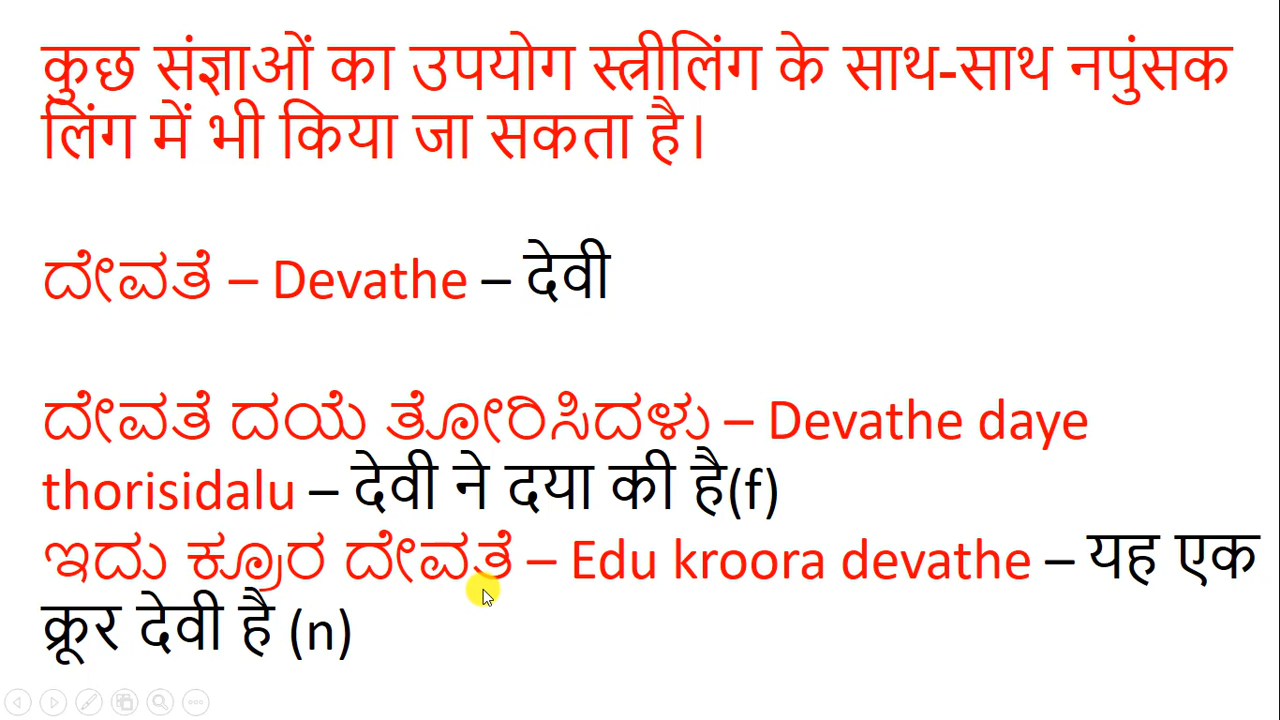 कुछ संज्ञाओं का उपयोग स्त्रीलिंग के साथ-साथ नपुंसक
लिंग में भी किया जा सकता है।
ದೇವತೆ – Devathe – देवी
ದೇವತೆ ದಯೆ ತೋರಿಸಿದಳು – Devathe daye
thorisidalu – देवी ने दया की है(f)
ಇದು ಕ್ರೂರ ದೇವತೆ – Edu kroora devathe – यह एक
क्रूर देवी है (n)